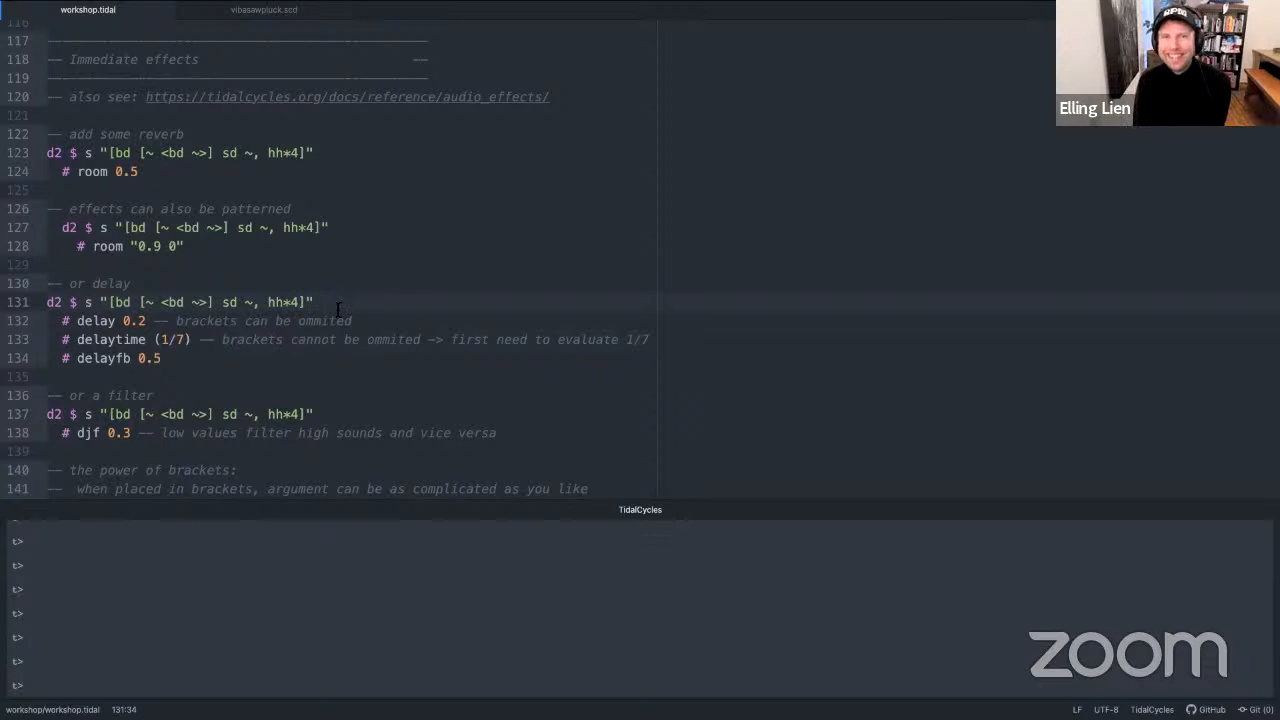 workshop.tidal
vibasawpluck.scd
116
117 ——————————————————————————————————————————————————
118 -- Immediate effects --
119 ——————————————————————————————————————————————————
120 -- also see: https://tidalcycles.org/docs/reference/audio_effects/
121
122 -- add some reverb
123 d2 $ s "[bd [~ <bd ~>] sd ~, hh*4]"
124 # room 0.5
125
126 -- effects can also be patterned
127 d2 $ s "[bd [~ <bd ~>] sd ~, hh*4]"
128 # room "0.9 0"
129
130 -- or delay
131 d2 $ s "[bd [~ <bd ~>] sd ~, hh*4]"
132 # delay 0.2 -- brackets can be ommited
133 # delaytime (1/7) -- brackets cannot be ommited -> first need to evaluate 1/7
134 # delayfb 0.5
135
136 -- or a filter
137 d2 $ s "[bd [~ <bd ~>] sd ~, hh*4]"
138 # djf 0.3 -- low values filter high sounds and vice versa
139
140 -- the power of brackets:
141 -- when placed in brackets, argument can be as complicated as you like
Elling Lien
TidalCycles
t>
t>
t>
t>
t>
t>
t>
zoom
workshop/workshop.tidal 131:34 LF UTF-8 TidalCycles GitHub Git (0)